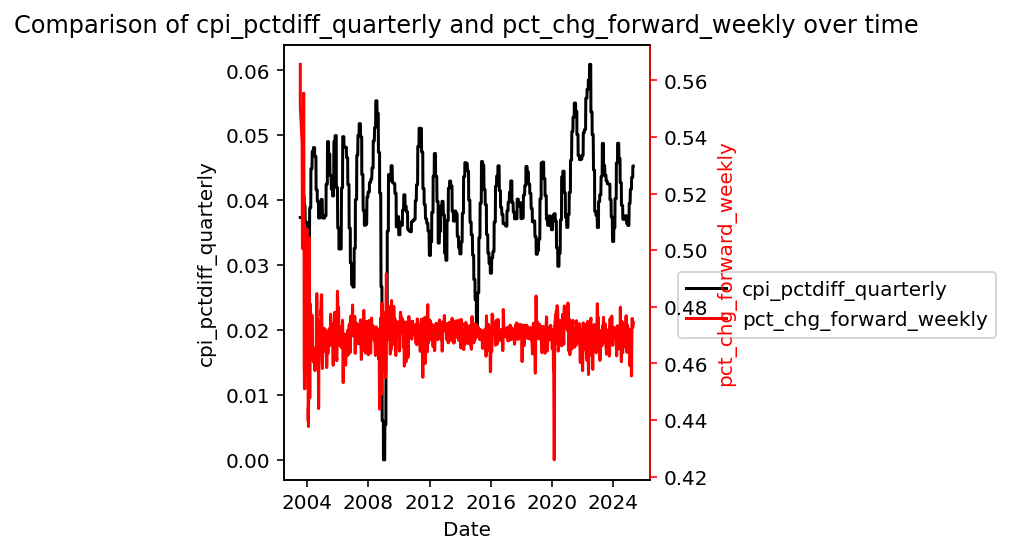 Comparison of cpi_pctdiff_quarterly and pct_chg_forward_weekly over time
0.06
0.05
0.04
0.03
0.02
0.01
0.00
cpi_pctdiff_quarterly
2004 2008 2012 2016 2020 2024
Date
0.56
0.54
0.52
0.50
0.48
0.46
0.44
0.42
pct_chg_forward_weekly
cpi_pctdiff_quarterly
pct_chg_forward_weekly